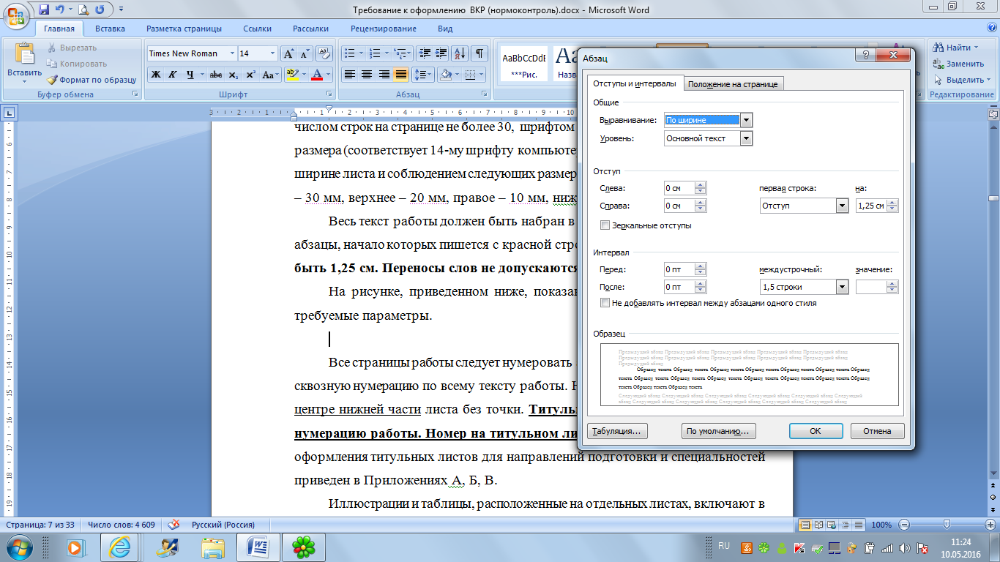 Требование к оформлению ВКР (нормоконтроль).docx - Microsoft Word
Главная Вставка Разметка страницы Ссылки Рассылки Рецензирование Вид
Вставить
Вырезать
Копировать
Формат по образцу
Буфер обмена
Times New Roman 14
Ж К Ч abc x₂ x² Aa
Шрифт
Абзац
AaBbCcDdE
***Рис.
Найти
Заменить
Выделить
Редактирование
числом строк на странице не более 30, шрифтом
размера (соответствует 14-му шрифту
ширине листа и соблюдением следующих
– 30 мм, верхнее – 20 мм, правое – 10 мм,
Весь текст работы должен быть набран в
абзацы, начало которых пишется с красной
быть 1,25 см. Переносы слов не допускаются
На рисунке, приведенном ниже,
требуемые параметры.
Все страницы работы следует нумеровать
сквозную нумерацию по всему тексту работы.
центре нижней части листа без точки.
нумерацию работы. Номер на титульном
оформления титульных листов для направлений подготовки и специальностей
приведен в Приложениях А, Б, В.
Иллюстрации и таблицы, расположенные на отдельных листах, включают в
Абзац
Отступы и интервалы Положение на странице
Общие
Выравнивание: По ширине
Уровень: Основной текст
Отступ
Слева: 0 см первая строка: на:
Справа: 0 см Отступ 1,25 см
Зеркальные отступы
Интервал
Перед: 0 пт междустрочный: значение:
После: 0 пт 1,5 строки
Не добавлять интервал между абзацами одного стиля
Образец
Предыдущий абзац Предыдущий абзац Предыдущий абзац Предыдущий абзац Предыдущий абзац
Предыдущий абзац Предыдущий абзац Предыдущий абзац Предыдущий абзац Предыдущий абзац
Предыдущий абзац
Образец текста Образец текста Образец текста Образец текста Образец текста Образец текста Образец
текста Образец текста Образец текста Образец текста Образец текста Образец текста Образец текста Образец
текста Образец текста Образец текста
Следующий абзац Следующий абзац Следующий абзац Следующий абзац Следующий абзац Следующий
абзац Следующий абзац Следующий абзац Следующий абзац Следующий абзац Следующий абзац
Табуляция... По умолчанию... ОК Отмена
Страница: 7 из 33 Число слов: 4 609 Русский (Россия) 100%
RU 11:24
10.05.2016